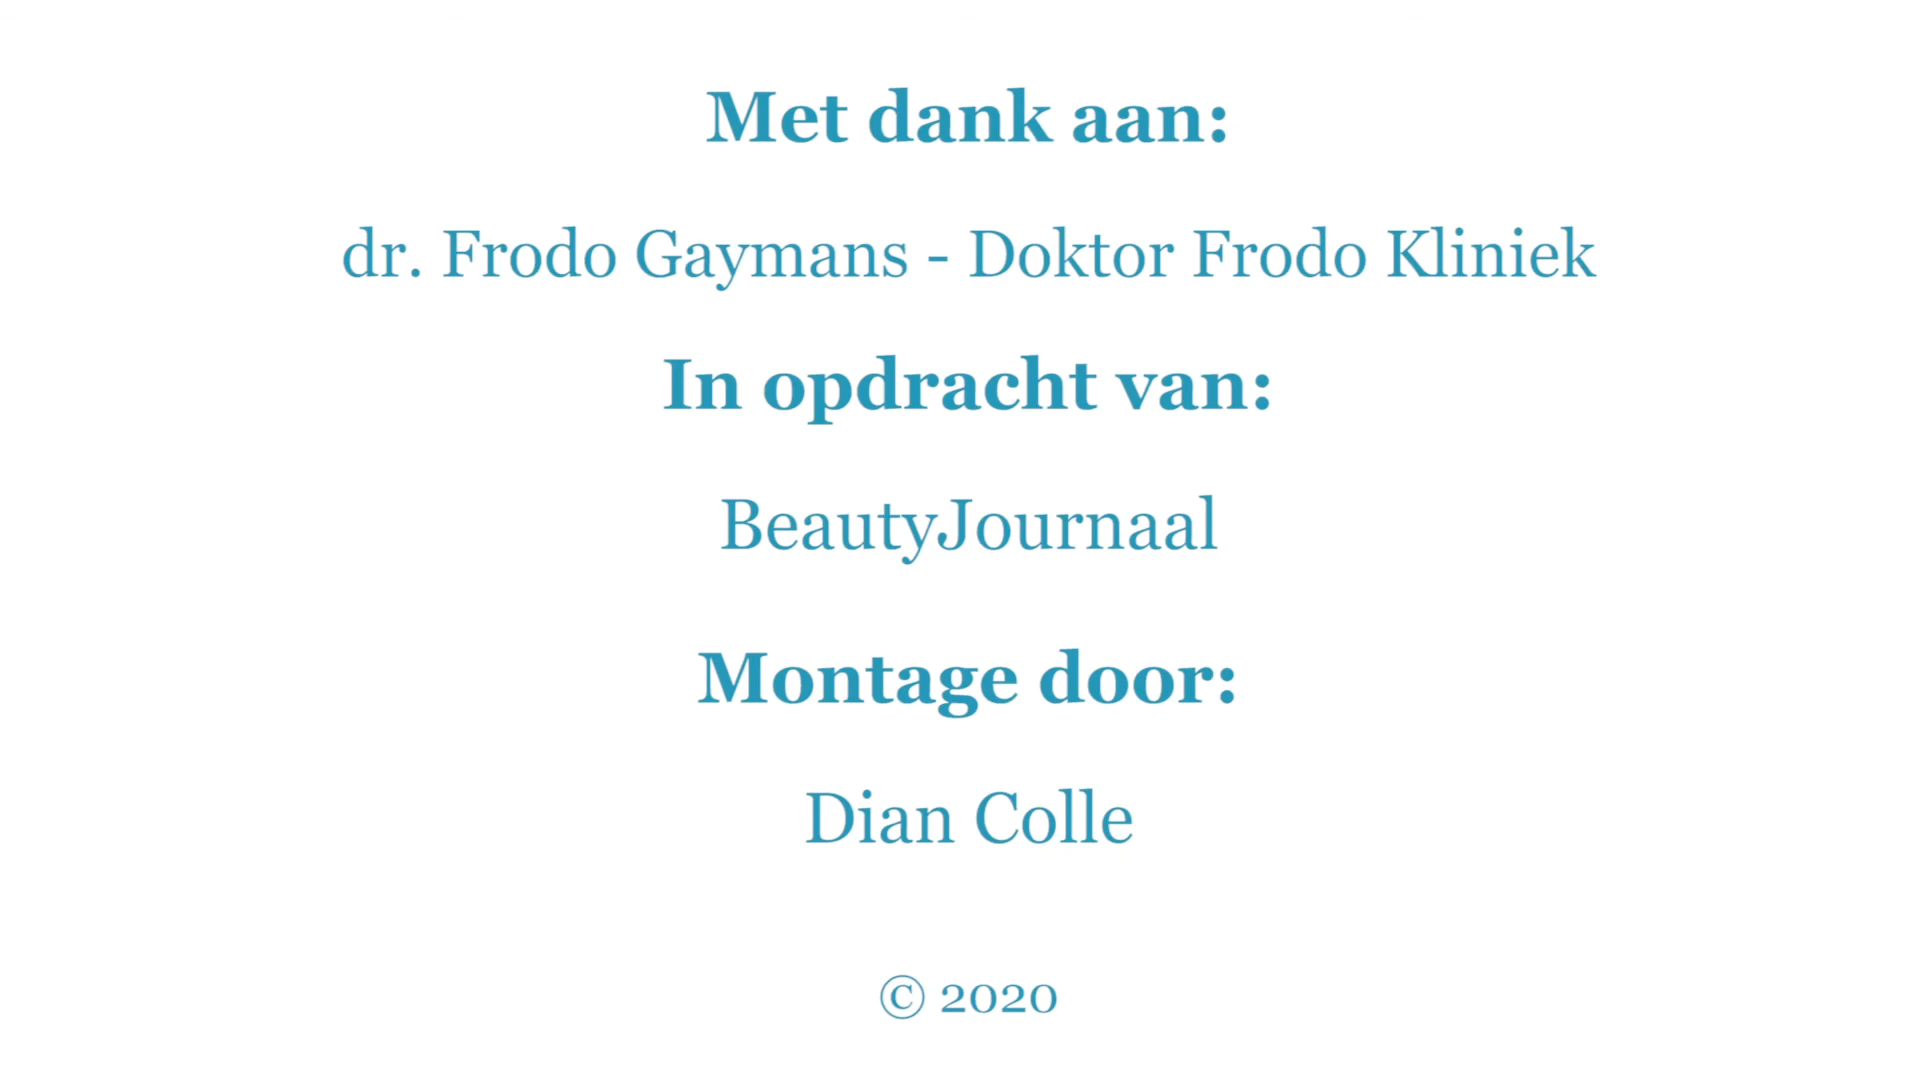 Met dank aan:
dr. Frodo Gaymans - Doktor Frodo Kliniek
In opdracht van:
BeautyJournaal
Montage door:
Dian Colle
© 2020